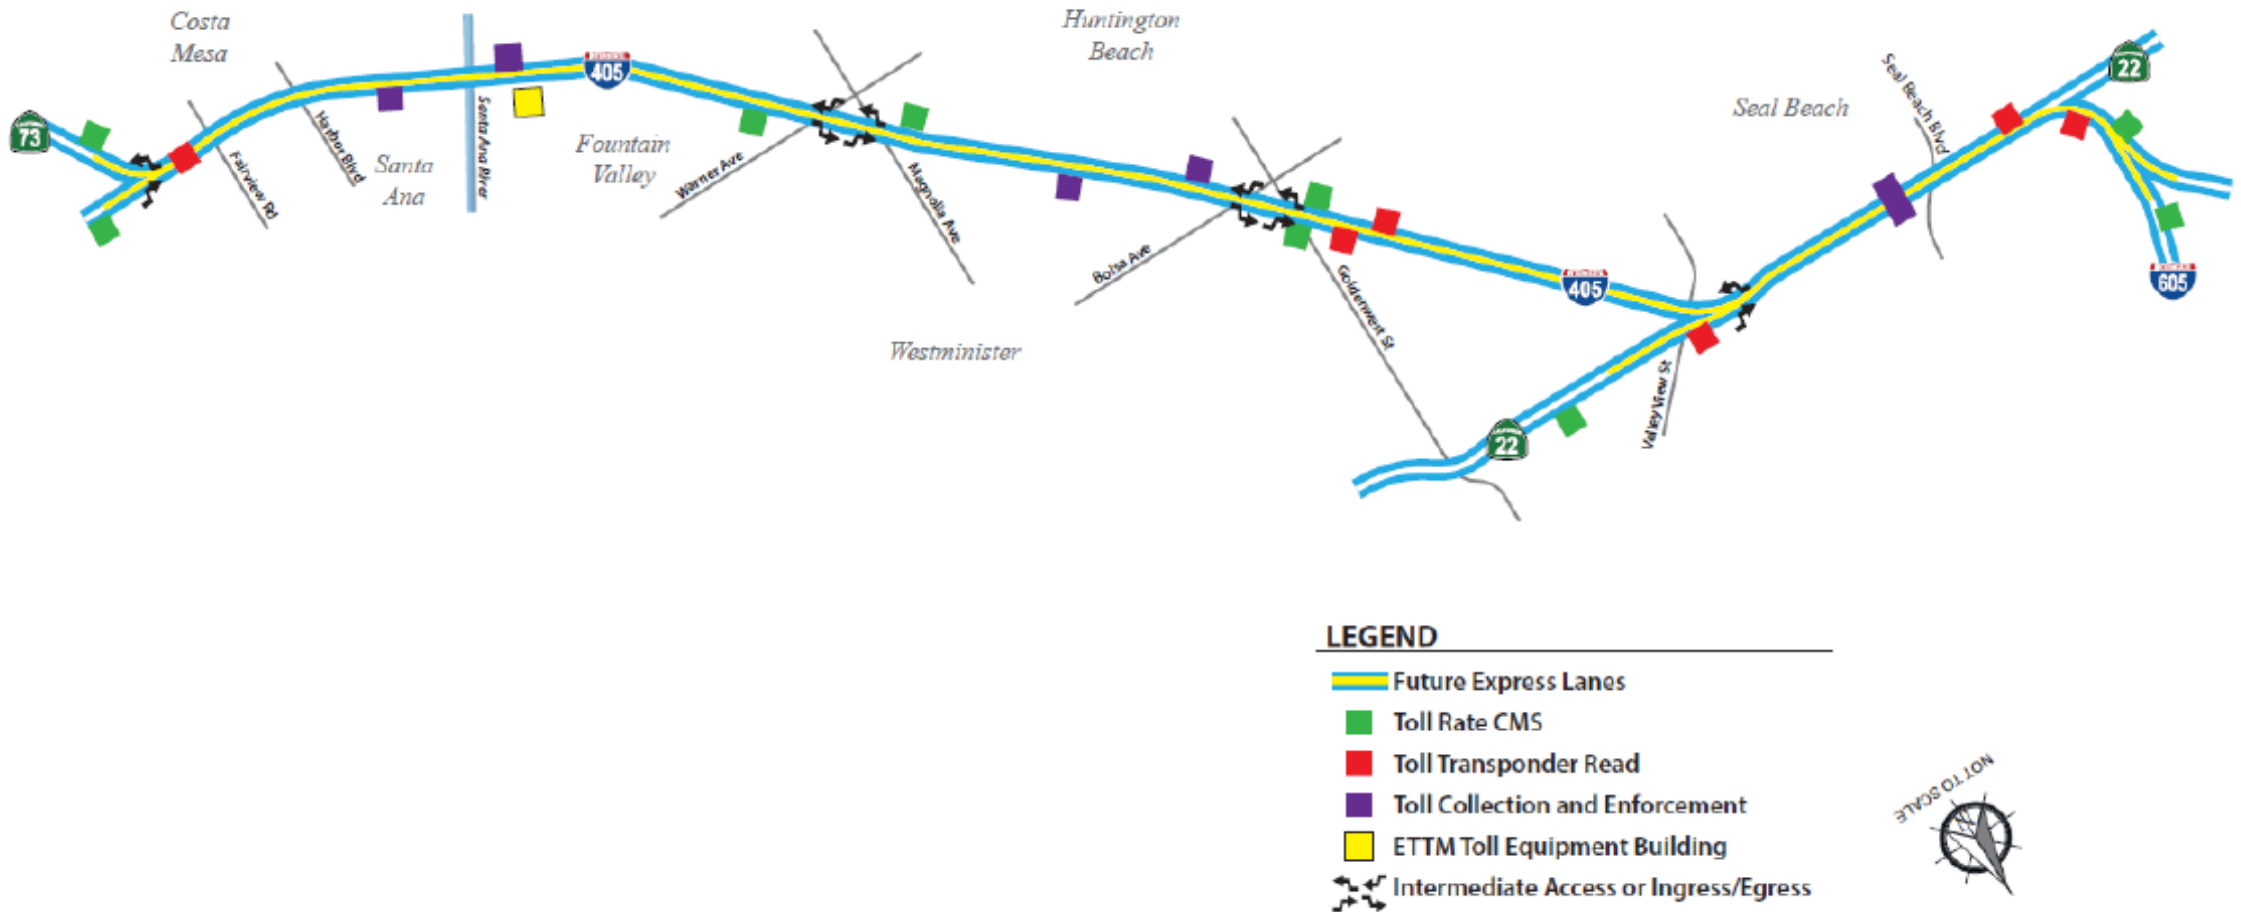 Costa
Mesa
Huntington
Beach
22
405
Seal Beach Blvd
Seal Beach
73
Santa Ana River
Harbor Blvd
Fairview Rd
Santa
Ana
Fountain
Valley
Warner Ave
Magnolia Ave
Bolsa Ave
Goldenwest St
405
605
Westminister
Valley View St
22
LEGEND
Future Express Lanes
Toll Rate CMS
Toll Transponder Read
Toll Collection and Enforcement
ETTM Toll Equipment Building
Intermediate Access or Ingress/Egress
NOT TO SCALE